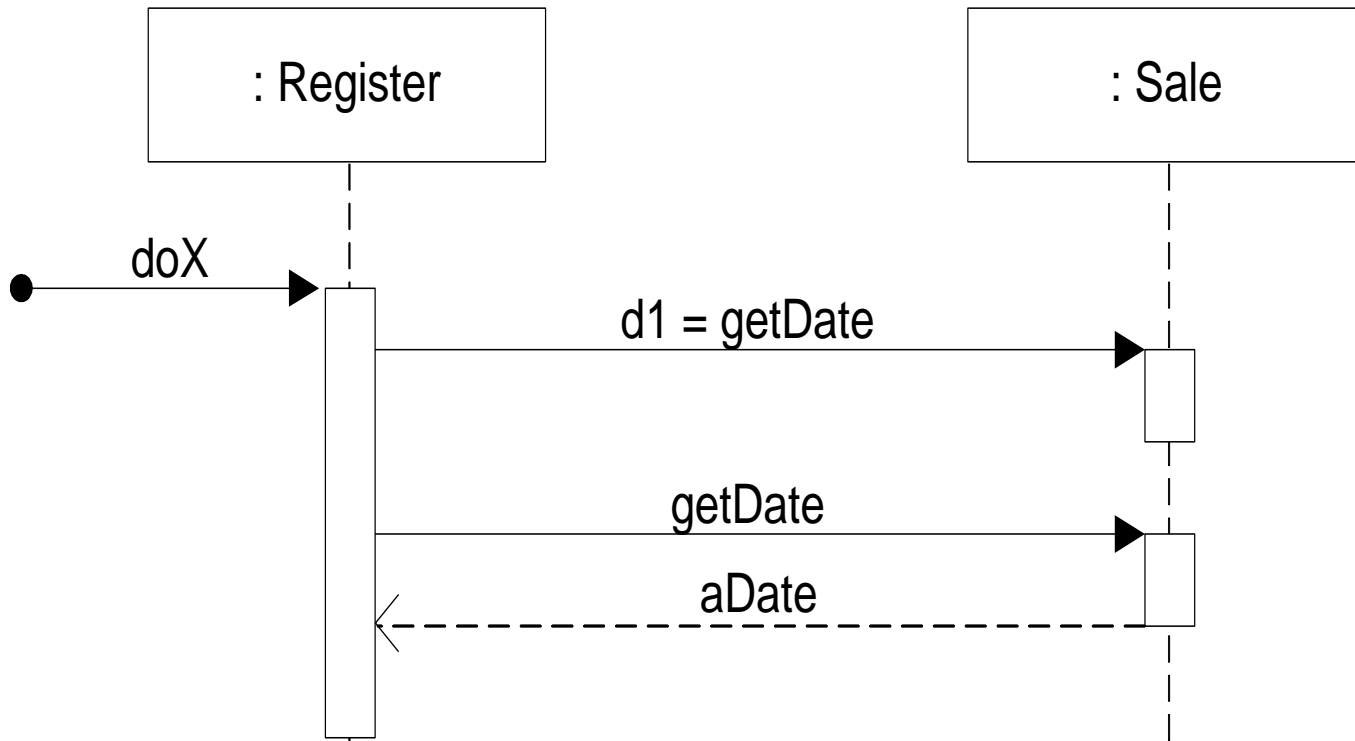 : Register
: Sale
doX
d1 = getDate
getDate
aDate